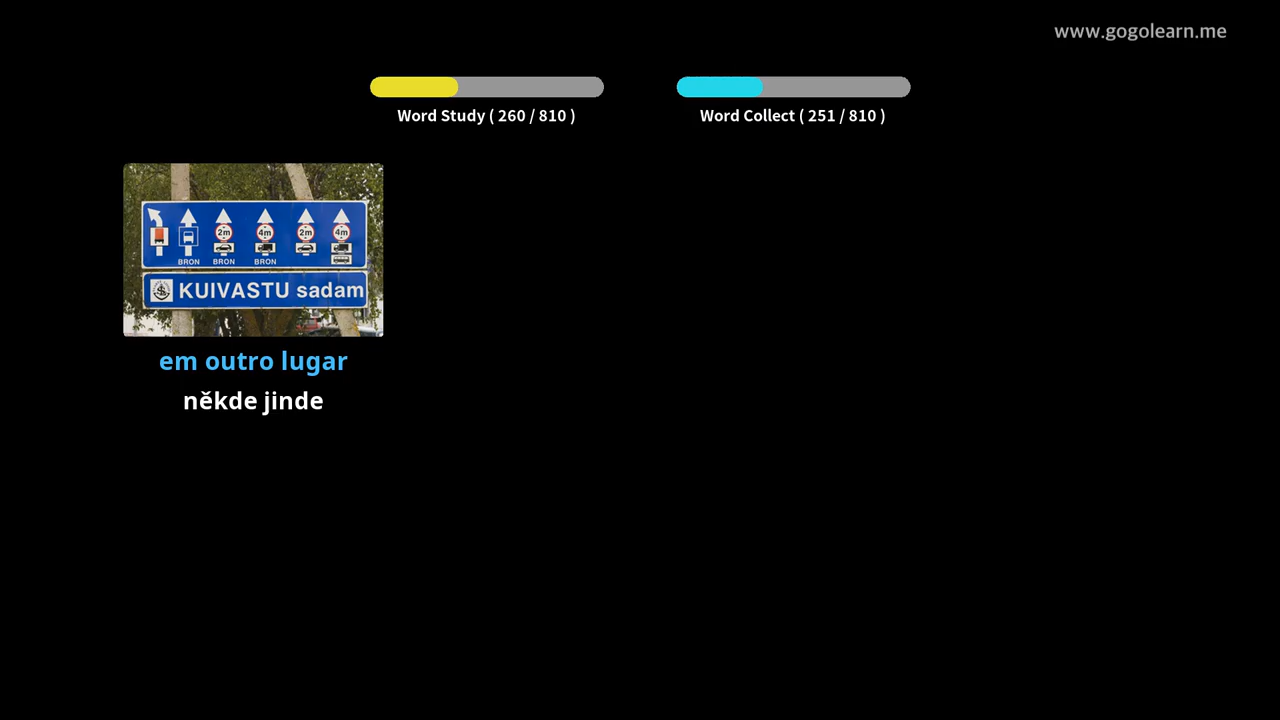 www.gogolearn.me
Word Study ( 260 / 810 )
Word Collect ( 251 / 810 )
2m 4m 2m 4m
BRON BRON BRON
KUIVASTU sadam
em outro lugar
někde jinde